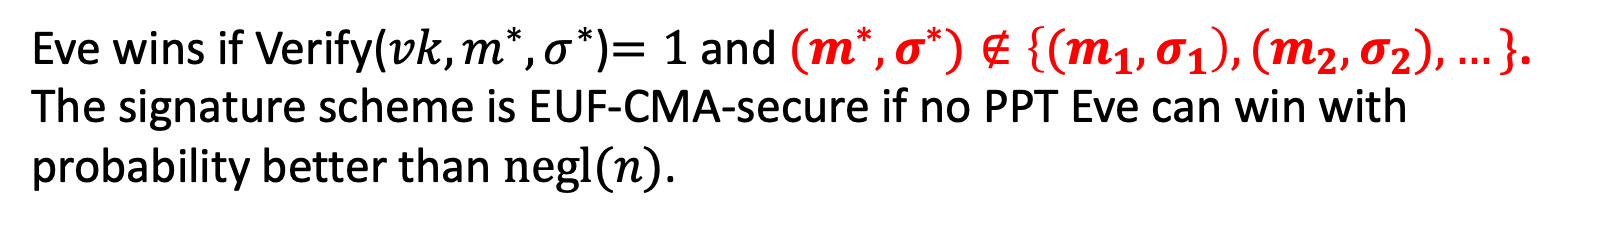 Eve wins if Verify(𝑣𝑘, 𝑚*, 𝜎*)= 1 and (𝒎*, 𝝈*) ∉ {(𝒎₁, 𝝈₁), (𝒎₂, 𝝈₂), … }.
The signature scheme is EUF-CMA-secure if no PPT Eve can win with
probability better than negl(𝑛).